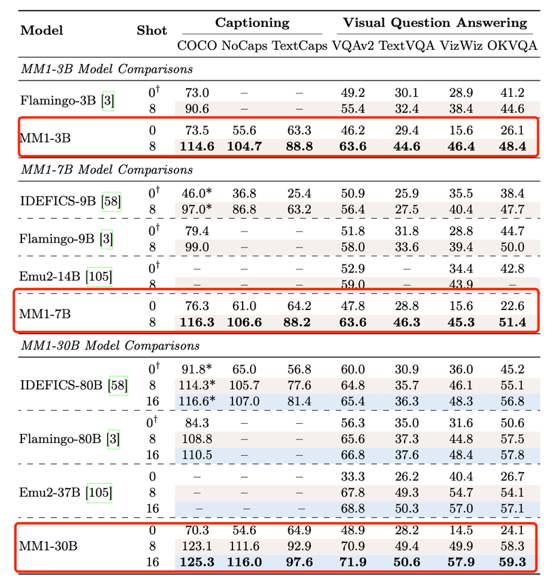 Model Shot Captioning Visual Question Answering
COCO NoCaps TextCaps VQAv2 TextVQA VizWiz OKVQA
MM1-3B Model Comparisons
Flamingo-3B [3] 0† 73.0 – – 49.2 30.1 28.9 41.2
8 90.6 – – 55.4 32.4 38.4 44.6
MM1-3B 0 73.5 55.6 63.3 46.2 29.4 15.6 26.1
8 114.6 104.7 88.8 63.6 44.6 46.4 48.4
MM1-7B Model Comparisons
IDEFICS-9B [58] 0† 46.0* 36.8 25.4 50.9 25.9 35.5 38.4
8 97.0* 86.8 63.2 56.4 27.5 40.4 47.7
Flamingo-9B [3] 0† 79.4 – – 51.8 31.8 28.8 44.7
8 99.0 – – 58.0 33.6 39.4 50.0
Emu2-14B [105] 0† – – – 52.9 – 34.4 42.8
8 – – – 59.0 – 43.9 –
MM1-7B 0 76.3 61.0 64.2 47.8 28.8 15.6 22.6
8 116.3 106.6 88.2 63.6 46.3 45.3 51.4
MM1-30B Model Comparisons
IDEFICS-80B [58] 0† 91.8* 65.0 56.8 60.0 30.9 36.0 45.2
8 114.3* 105.7 77.6 64.8 35.7 46.1 55.1
16 116.6* 107.0 81.4 65.4 36.3 48.3 56.8
Flamingo-80B [3] 0† 84.3 – – 56.3 35.0 31.6 50.6
8 108.8 – – 65.6 37.3 44.8 57.5
16 110.5 – – 66.8 37.6 48.4 57.8
Emu2-37B [105] 0 – – – 33.3 26.2 40.4 26.7
8 – – – 67.8 49.3 54.7 54.1
16 – – – 68.8 50.3 57.0 57.1
MM1-30B 0 70.3 54.6 64.9 48.9 28.2 14.5 24.1
8 123.1 111.6 92.9 70.9 49.4 49.9 58.3
16 125.3 116.0 97.6 71.9 50.6 57.9 59.3